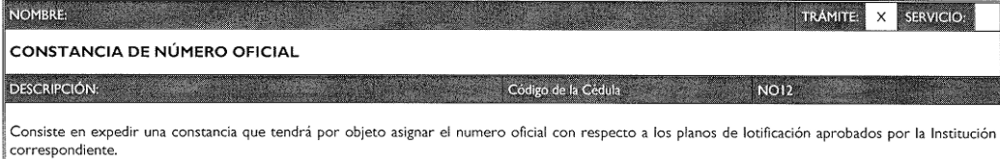 NOMBRE: TRÁMITE: X SERVICIO:
CONSTANCIA DE NÚMERO OFICIAL
DESCRIPCIÓN: Código de la Cédula NO12
Consiste en expedir una constancia que tendrá por objeto asignar el numero oficial con respecto a los planos de lotificación aprobados por la Institución
correspondiente.